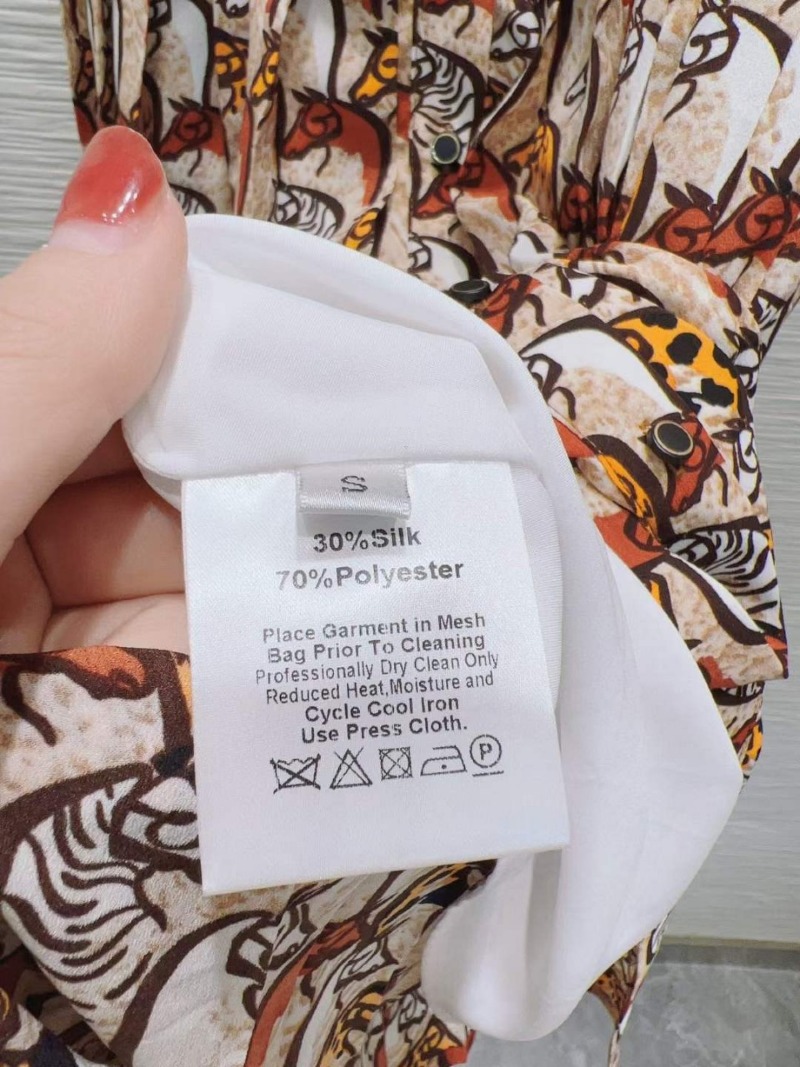 S
30%Silk
70%Polyester
Place Garment in Mesh
Bag Prior To Cleaning
Professionally Dry Clean Only
Reduced Heat,Moisture and
Cycle Cool Iron
Use Press Cloth.
P